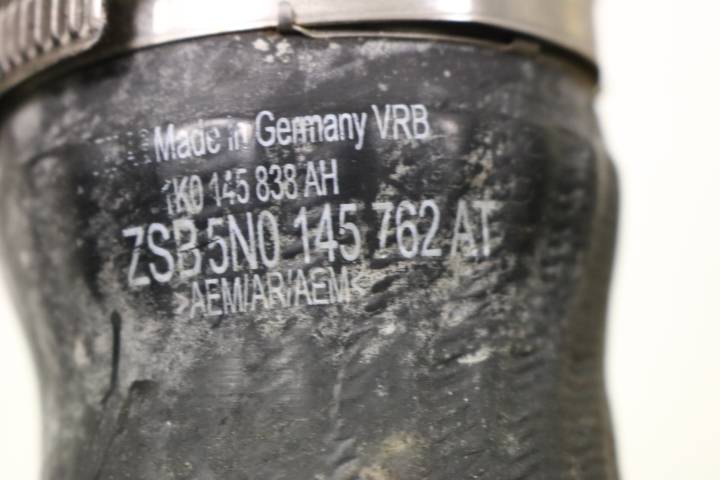 Made in Germany VRB
1K0 145 838 AH
ZSB 5N0 145 762 AT
>AEM/AR/AEM<